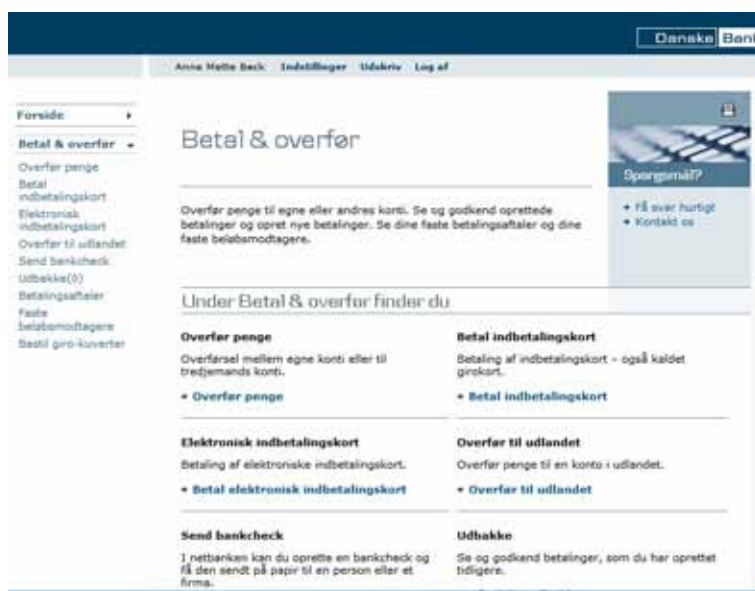 Danske Bank
Anne Mette Beck Indstillinger Udskriv Log af
Forside
Betal & overfør
Overfør penge
Betal
indbetalingskort
Elektronisk
indbetalingskort
Overfør til udlandet
Send bankcheck
Udbakke(0)
Betalingsaftaler
Faste
beløbsmodtagere
Bestil giro-kuverter
Betal & overfør
Overfør penge til egne eller andres konti. Se og godkend oprettede
betalinger og opret nye betalinger. Se dine faste betalingsaftaler og dine
faste beløbsmodtagere.
Spørgsmål?
Få svar hurtigt
Kontakt os
Under Betal & overfør finder du
Overfør penge
Overførsel mellem egne konti eller til
tredjemands konti.
Overfør penge
Betal indbetalingskort
Betaling af indbetalingskort – også kaldet
girokort.
Betal indbetalingskort
Elektronisk indbetalingskort
Betaling af elektroniske indbetalingskort.
Betal elektronisk indbetalingskort
Overfør til udlandet
Overfør penge til en konto i udlandet.
Overfør til udlandet
Send bankcheck
I netbanken kan du oprette en bankcheck og
få den sendt på papir til en person eller et
firma.
Udbakke
Se og godkend betalinger, som du har oprettet
tidligere.